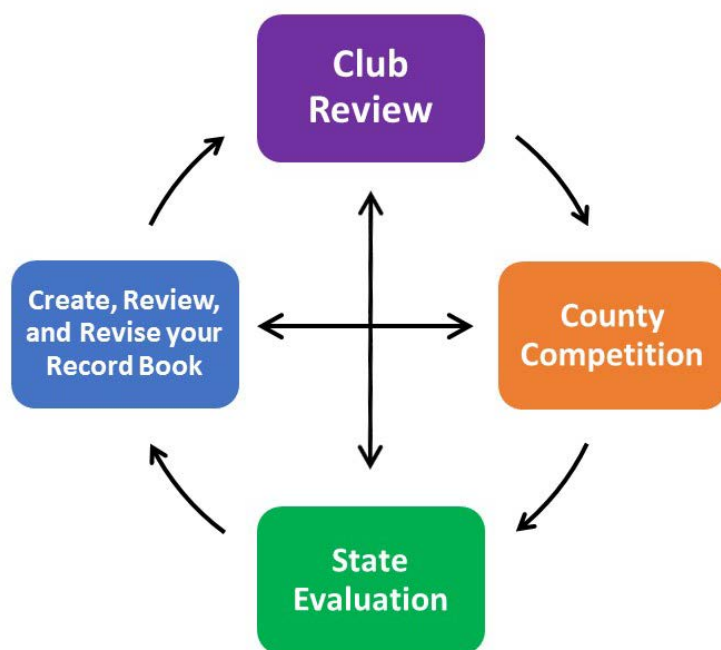 Club
Review
Create, Review,
and Revise your
Record Book
County
Competition
State
Evaluation